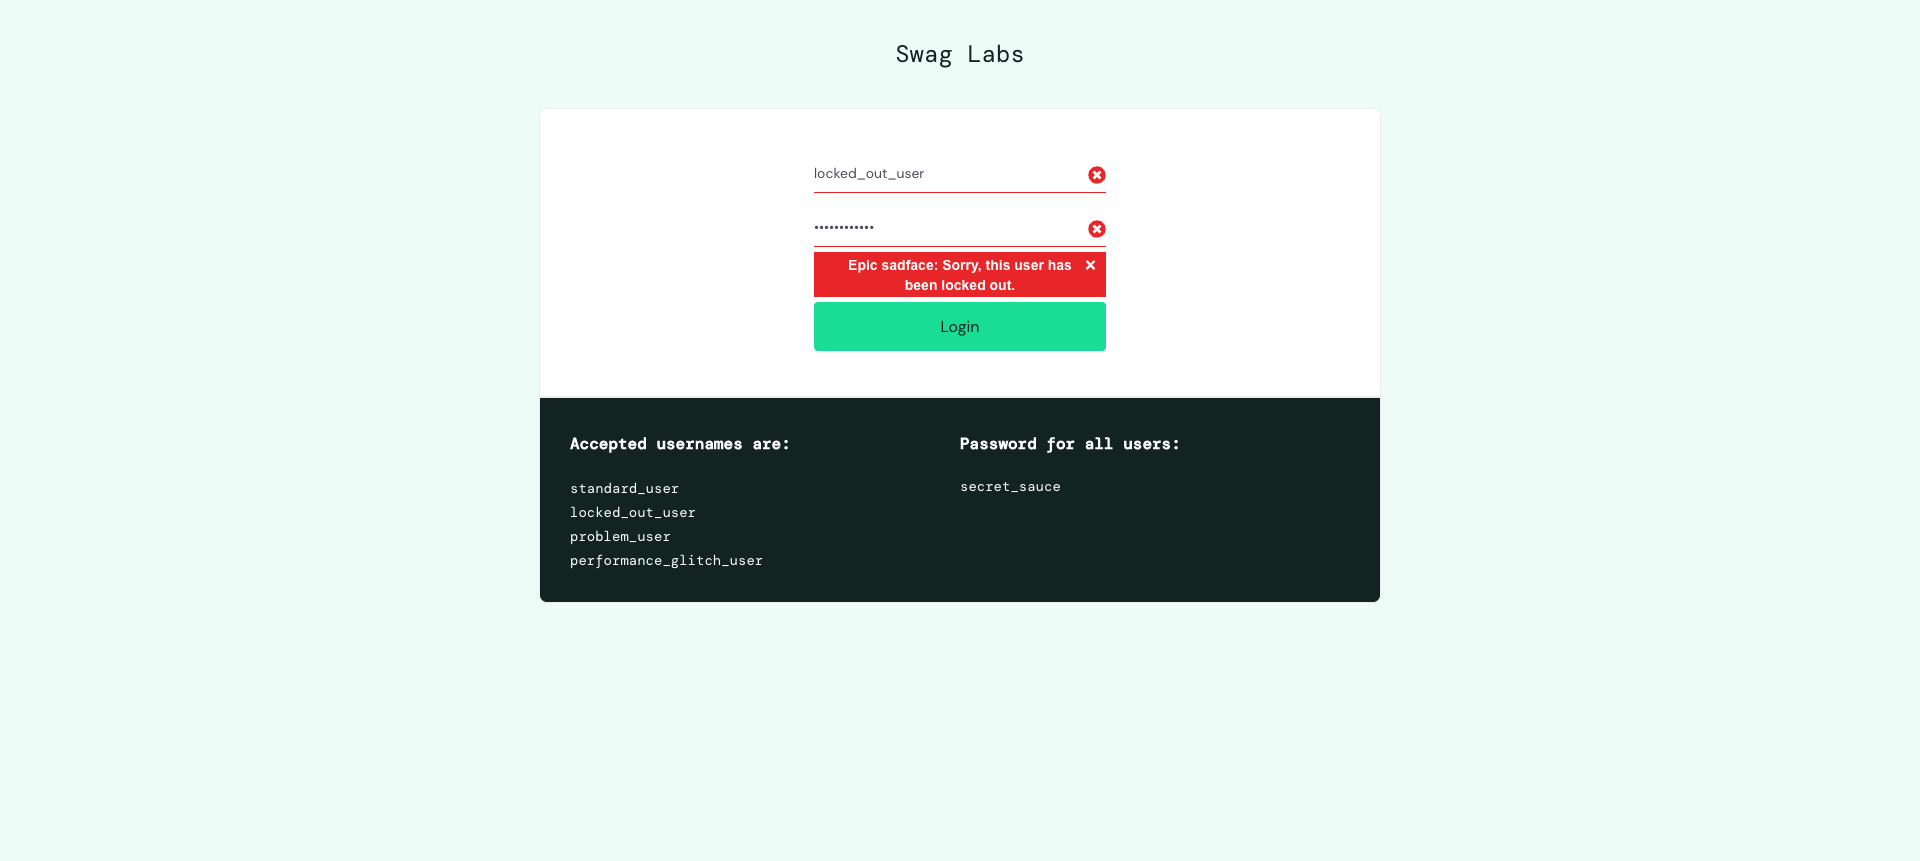 Swag Labs
locked_out_user
••••••••••••
Epic sadface: Sorry, this user has
been locked out.
Login
Accepted usernames are:
standard_user
locked_out_user
problem_user
performance_glitch_user
Password for all users:
secret_sauce